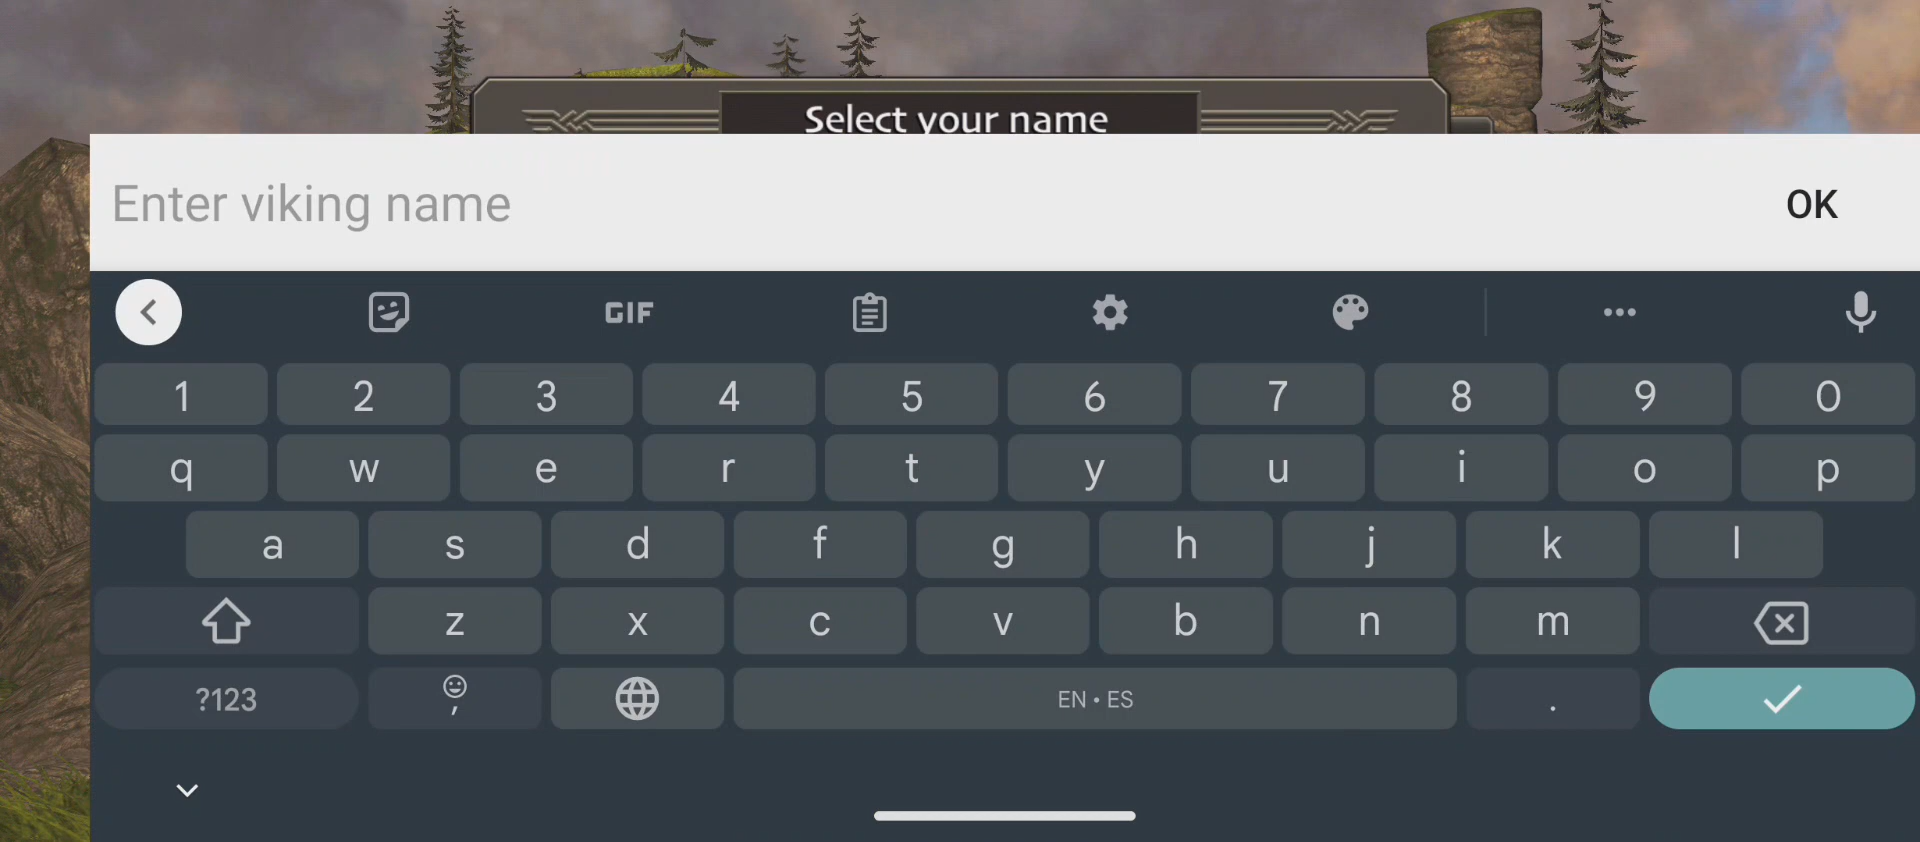 Select your name
Enter viking name
OK
GIF
1 2 3 4 5 6 7 8 9 0
q w e r t y u i o p
a s d f g h j k l
z x c v b n m
?123 , EN • ES .